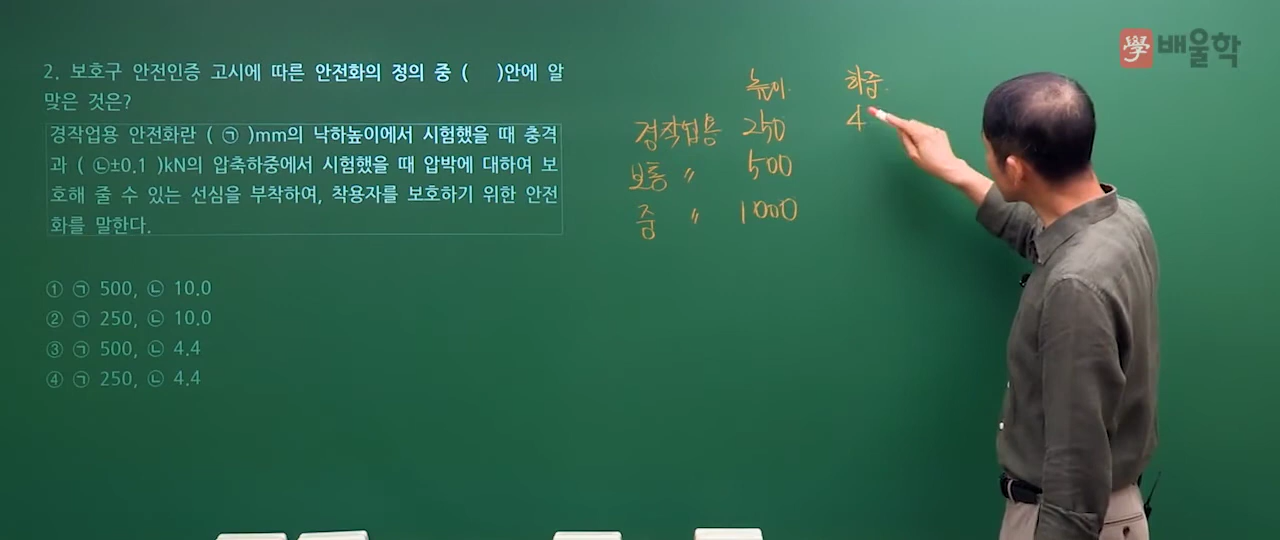 學 배울학
2. 보호구 안전인증 고시에 따른 안전화의 정의 중 (    )안에 알
맞은 것은?
경작업용 안전화란 ( ㉠ )mm의 낙하높이에서 시험했을 때 충격
과 ( ㉡±0.1 )kN의 압축하중에서 시험했을 때 압박에 대하여 보
호해 줄 수 있는 선심을 부착하여, 착용자를 보호하기 위한 안전
화를 말한다.
① ㉠ 500, ㉡ 10.0
② ㉠ 250, ㉡ 10.0
③ ㉠ 500, ㉡ 4.4
④ ㉠ 250, ㉡ 4.4
높이 하중
경작업용 250 4
보통 〃 500
중 〃 1000